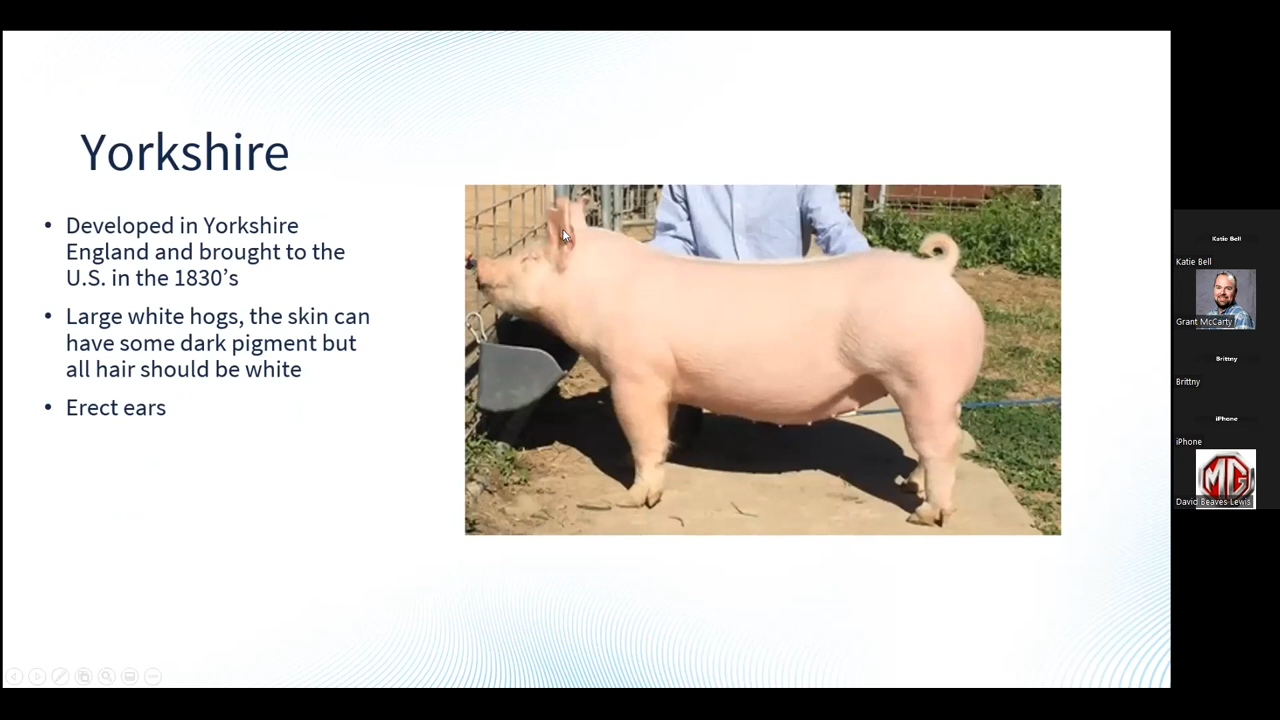 Yorkshire
• Developed in Yorkshire
England and brought to the
U.S. in the 1830’s
• Large white hogs, the skin can
have some dark pigment but
all hair should be white
• Erect ears
Katie Bell
Katie Bell
Grant McCarty
Brittny
Brittny
iPhone
iPhone
MG
David Beaves Lewis